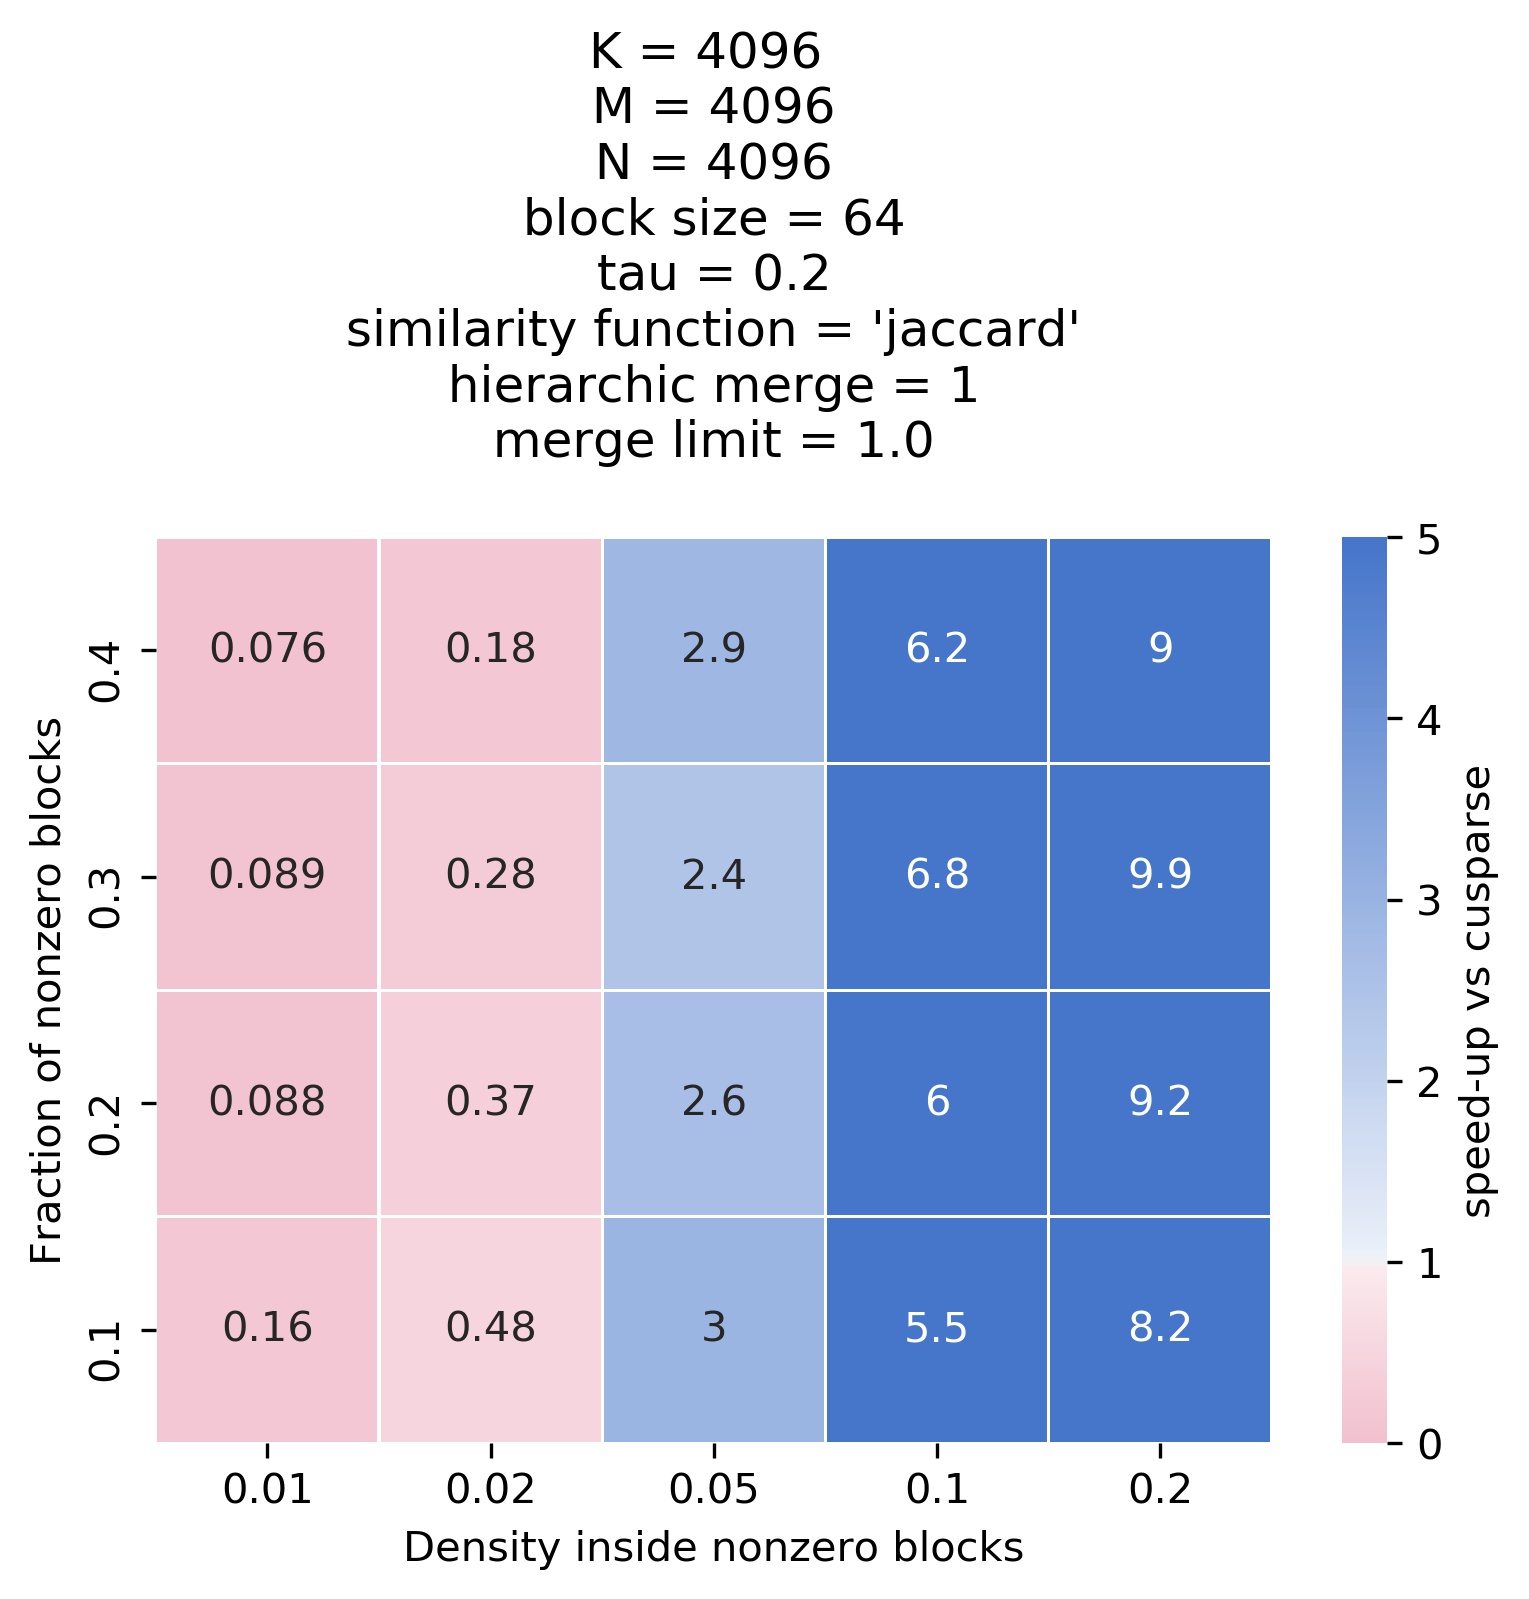 K = 4096
M = 4096
N = 4096
block size = 64
tau = 0.2
similarity function = 'jaccard'
hierarchic merge = 1
merge limit = 1.0
Fraction of nonzero blocks
0.4
0.076 0.18 2.9 6.2 9
0.3
0.089 0.28 2.4 6.8 9.9
0.2
0.088 0.37 2.6 6 9.2
0.1
0.16 0.48 3 5.5 8.2
0.01 0.02 0.05 0.1 0.2
Density inside nonzero blocks
5
4
3
2
1
0
speed-up vs cusparse